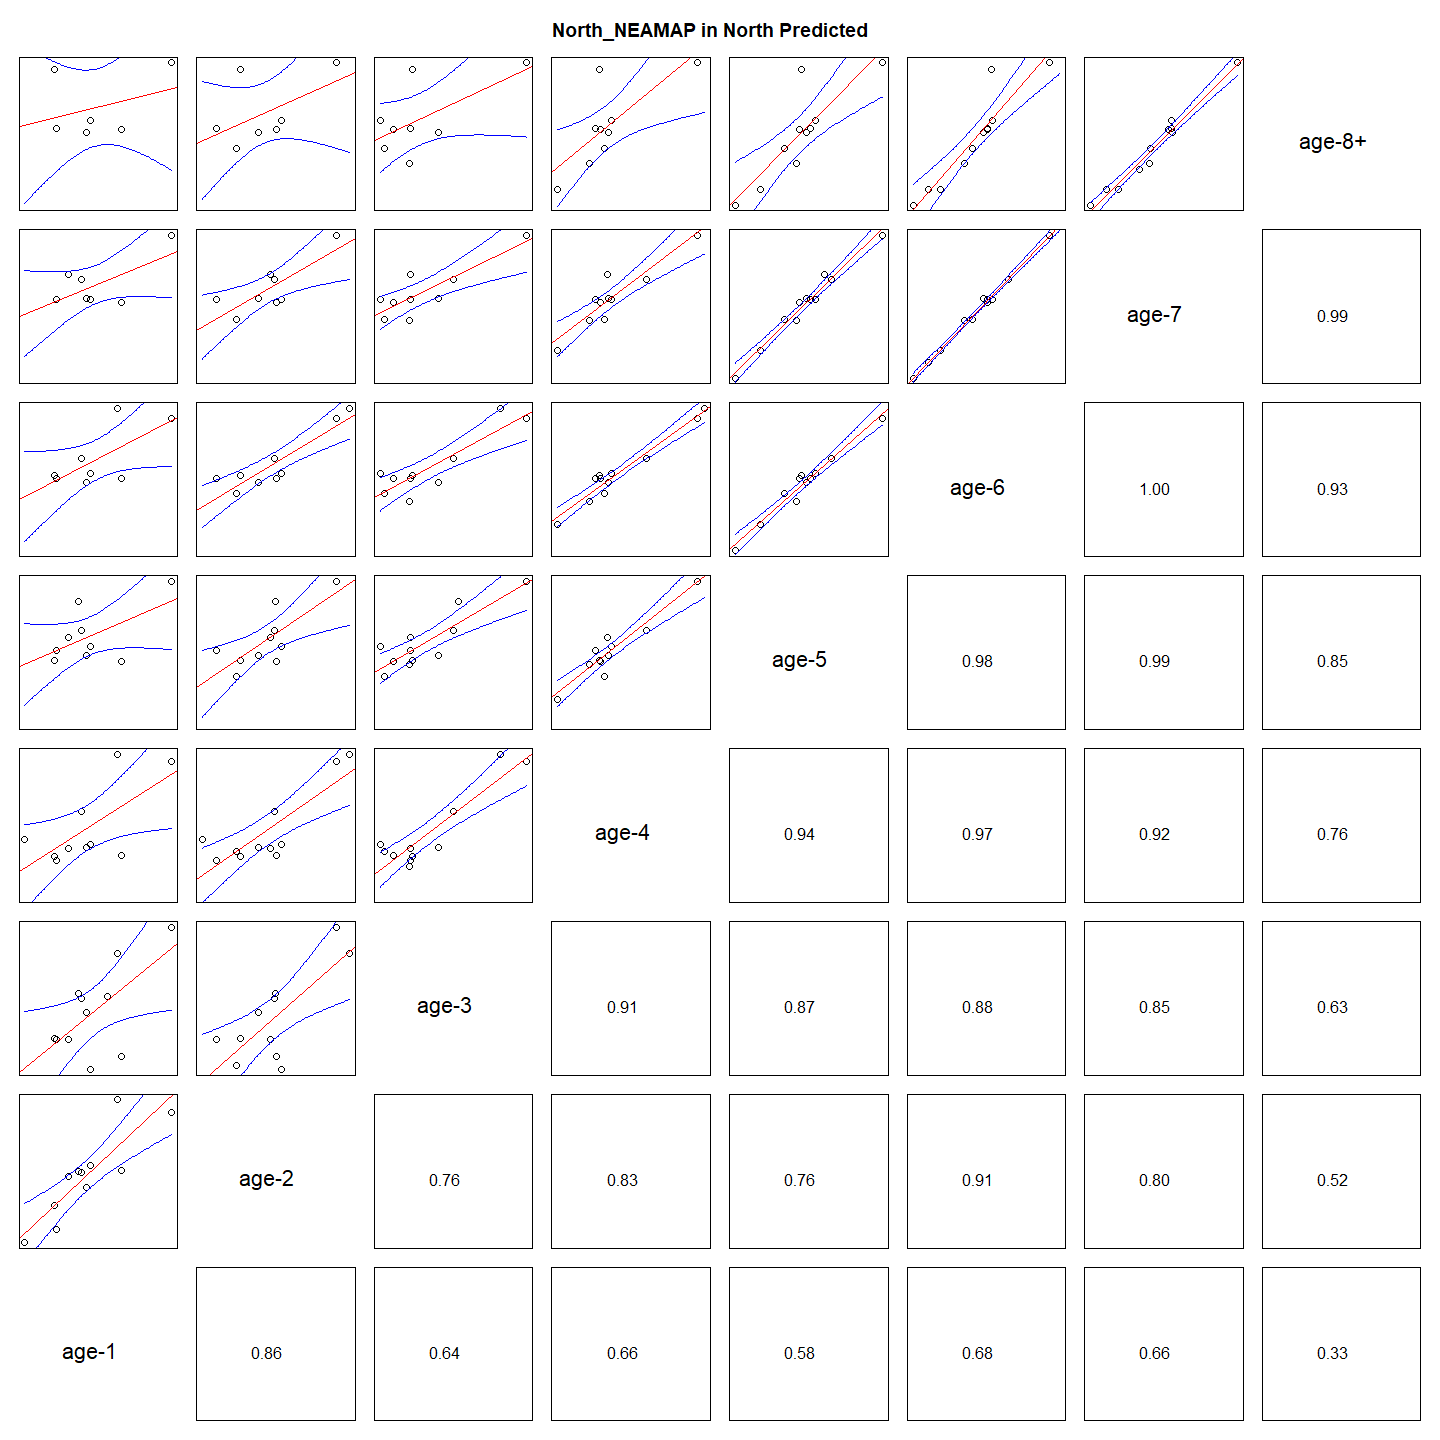 North_NEAMAP in North Predicted
age-8+
age-7 0.99
age-6 1.00 0.93
age-5 0.98 0.99 0.85
age-4 0.94 0.97 0.92 0.76
age-3 0.91 0.87 0.88 0.85 0.63
age-2 0.76 0.83 0.76 0.91 0.80 0.52
age-1 0.86 0.64 0.66 0.58 0.68 0.66 0.33